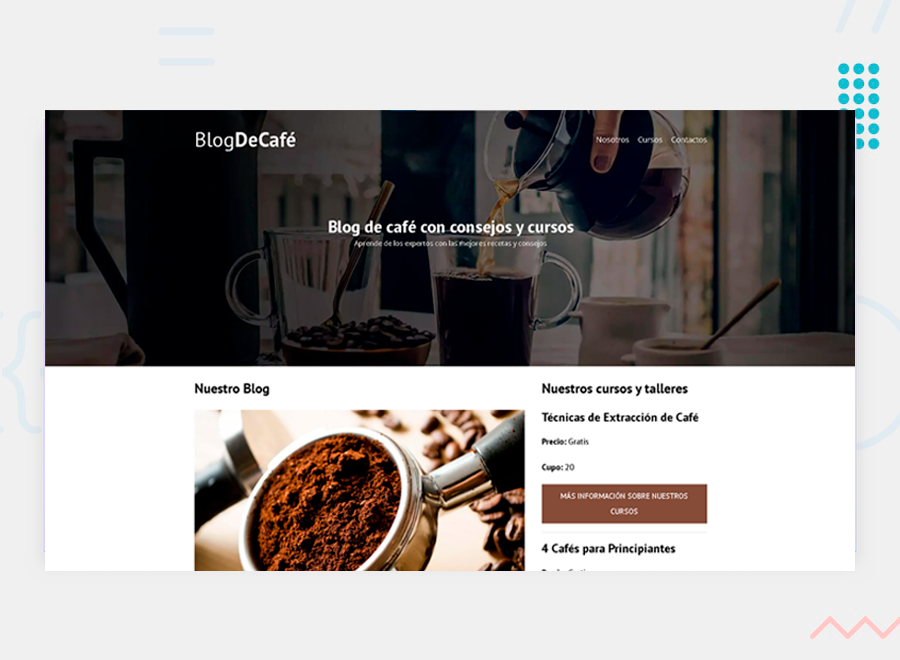 BlogDeCafé
Nosotros Cursos Contactos
Blog de café con consejos y cursos
Aprende de los expertos con las mejores recetas y consejos
Nuestro Blog
Nuestros cursos y talleres
Técnicas de Extracción de Café
Precio: Gratis
Cupo: 20
MÁS INFORMACIÓN SOBRE NUESTROS
CURSOS
4 Cafés para Principiantes